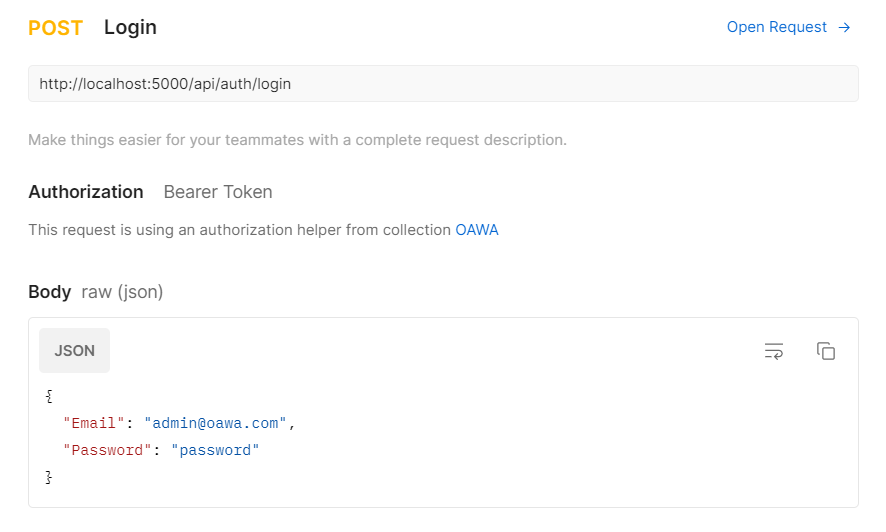 POST Login Open Request →
http://localhost:5000/api/auth/login
Make things easier for your teammates with a complete request description.
Authorization Bearer Token
This request is using an authorization helper from collection OAWA
Body raw (json)
JSON
{
  "Email": "admin@oawa.com",
  "Password": "password"
}